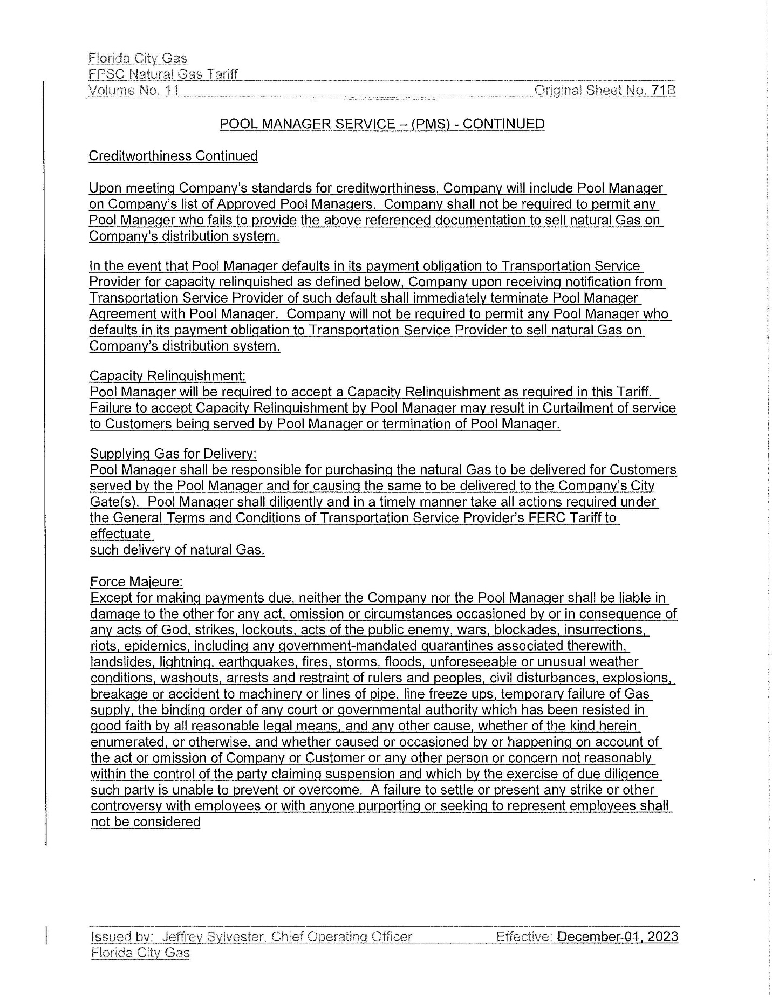 Florida City Gas
FPSC Natural Gas Tariff
Volume No. 11 Original Sheet No. 71B
POOL MANAGER SERVICE – (PMS) - CONTINUED
Creditworthiness Continued
Upon meeting Company's standards for creditworthiness, Company will include Pool Manager
on Company's list of Approved Pool Managers. Company shall not be required to permit any
Pool Manager who fails to provide the above referenced documentation to sell natural Gas on
Company's distribution system.
In the event that Pool Manager defaults in its payment obligation to Transportation Service
Provider for capacity relinquished as defined below, Company upon receiving notification from
Transportation Service Provider of such default shall immediately terminate Pool Manager
Agreement with Pool Manager. Company will not be required to permit any Pool Manager who
defaults in its payment obligation to Transportation Service Provider to sell natural Gas on
Company's distribution system.
Capacity Relinquishment:
Pool Manager will be required to accept a Capacity Relinquishment as required in this Tariff.
Failure to accept Capacity Relinquishment by Pool Manager may result in Curtailment of service
to Customers being served by Pool Manager or termination of Pool Manager.
Supplying Gas for Delivery:
Pool Manager shall be responsible for purchasing the natural Gas to be delivered for Customers
served by the Pool Manager and for causing the same to be delivered to the Company's City
Gate(s). Pool Manager shall diligently and in a timely manner take all actions required under
the General Terms and Conditions of Transportation Service Provider's FERC Tariff to
effectuate
such delivery of natural Gas.
Force Majeure:
Except for making payments due, neither the Company nor the Pool Manager shall be liable in
damage to the other for any act, omission or circumstances occasioned by or in consequence of
any acts of God, strikes, lockouts, acts of the public enemy, wars, blockades, insurrections,
riots, epidemics, including any government-mandated quarantines associated therewith,
landslides, lightning, earthquakes, fires, storms, floods, unforeseeable or unusual weather
conditions, washouts, arrests and restraint of rulers and peoples, civil disturbances, explosions,
breakage or accident to machinery or lines of pipe, line freeze ups, temporary failure of Gas
supply, the binding order of any court or governmental authority which has been resisted in
good faith by all reasonable legal means, and any other cause, whether of the kind herein
enumerated, or otherwise, and whether caused or occasioned by or happening on account of
the act or omission of Company or Customer or any other person or concern not reasonably
within the control of the party claiming suspension and which by the exercise of due diligence
such party is unable to prevent or overcome. A failure to settle or present any strike or other
controversy with employees or with anyone purporting or seeking to represent employees shall
not be considered
Issued by: Jeffrey Sylvester, Chief Operating Officer Effective: December 01, 2023
Florida City Gas